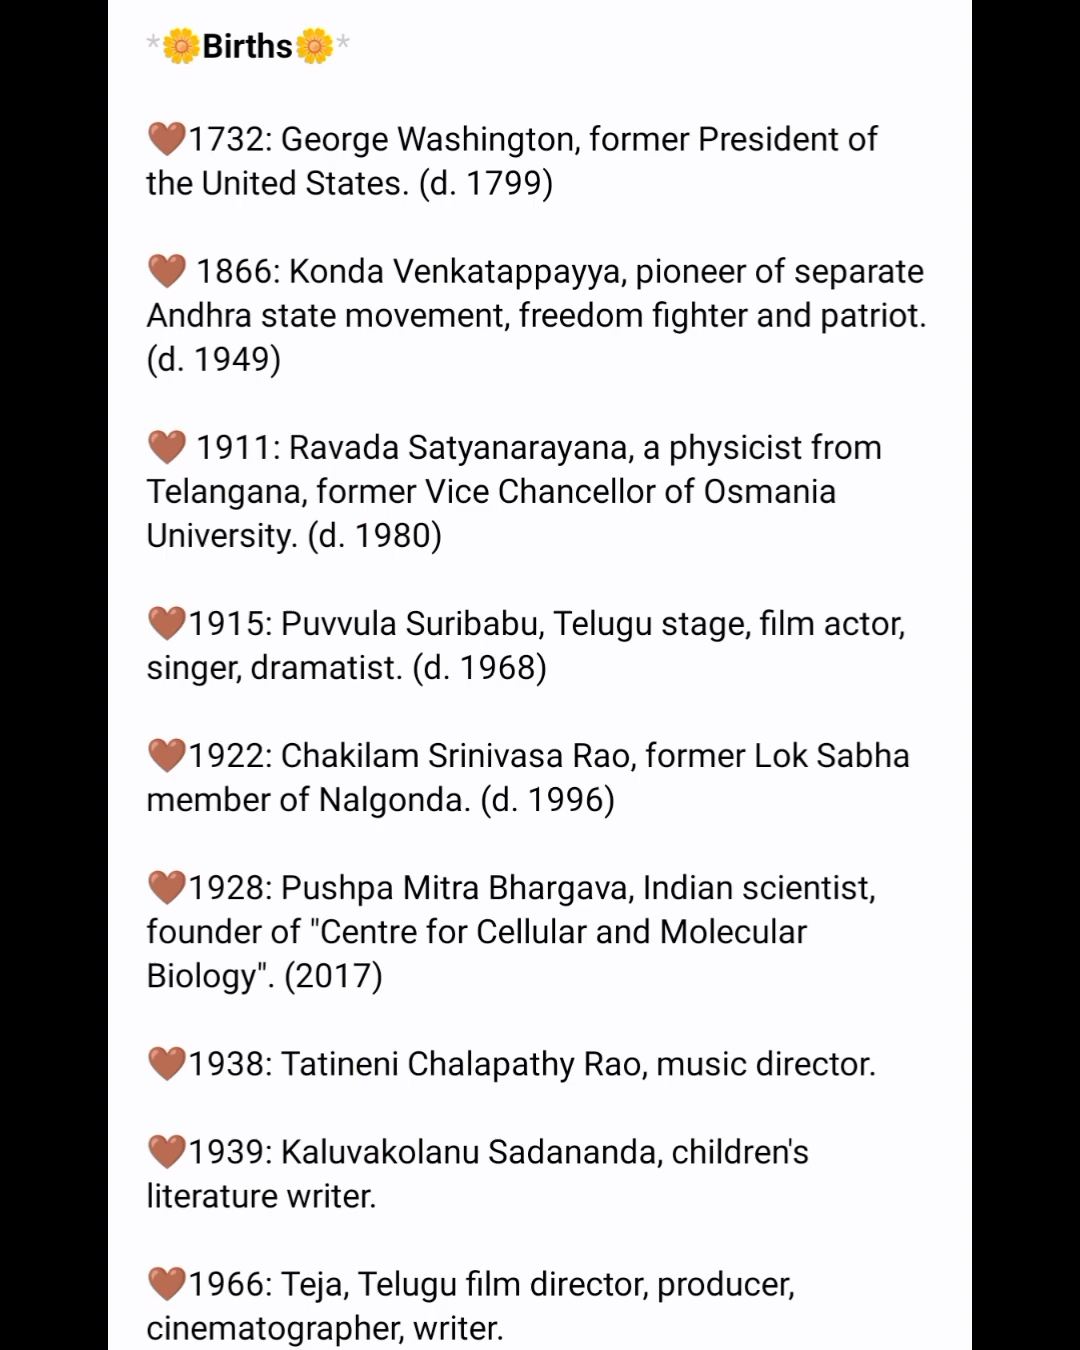 *🌼Births🌼*
🤎1732: George Washington, former President of
the United States. (d. 1799)
🤎 1866: Konda Venkatappayya, pioneer of separate
Andhra state movement, freedom fighter and patriot.
(d. 1949)
🤎 1911: Ravada Satyanarayana, a physicist from
Telangana, former Vice Chancellor of Osmania
University. (d. 1980)
🤎1915: Puvvula Suribabu, Telugu stage, film actor,
singer, dramatist. (d. 1968)
🤎1922: Chakilam Srinivasa Rao, former Lok Sabha
member of Nalgonda. (d. 1996)
🤎1928: Pushpa Mitra Bhargava, Indian scientist,
founder of "Centre for Cellular and Molecular
Biology". (2017)
🤎1938: Tatineni Chalapathy Rao, music director.
🤎1939: Kaluvakolanu Sadananda, children's
literature writer.
🤎1966: Teja, Telugu film director, producer,
cinematographer, writer.